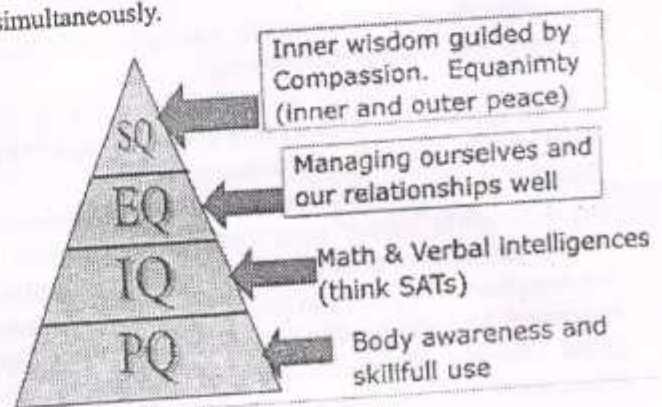 simultaneously.
Inner wisdom guided by
Compassion. Equanimty
(inner and outer peace)
SQ
Managing ourselves and
our relationships well
EQ
Math & Verbal intelligences
(think SATs)
IQ
Body awareness and
skillfull use
PQ